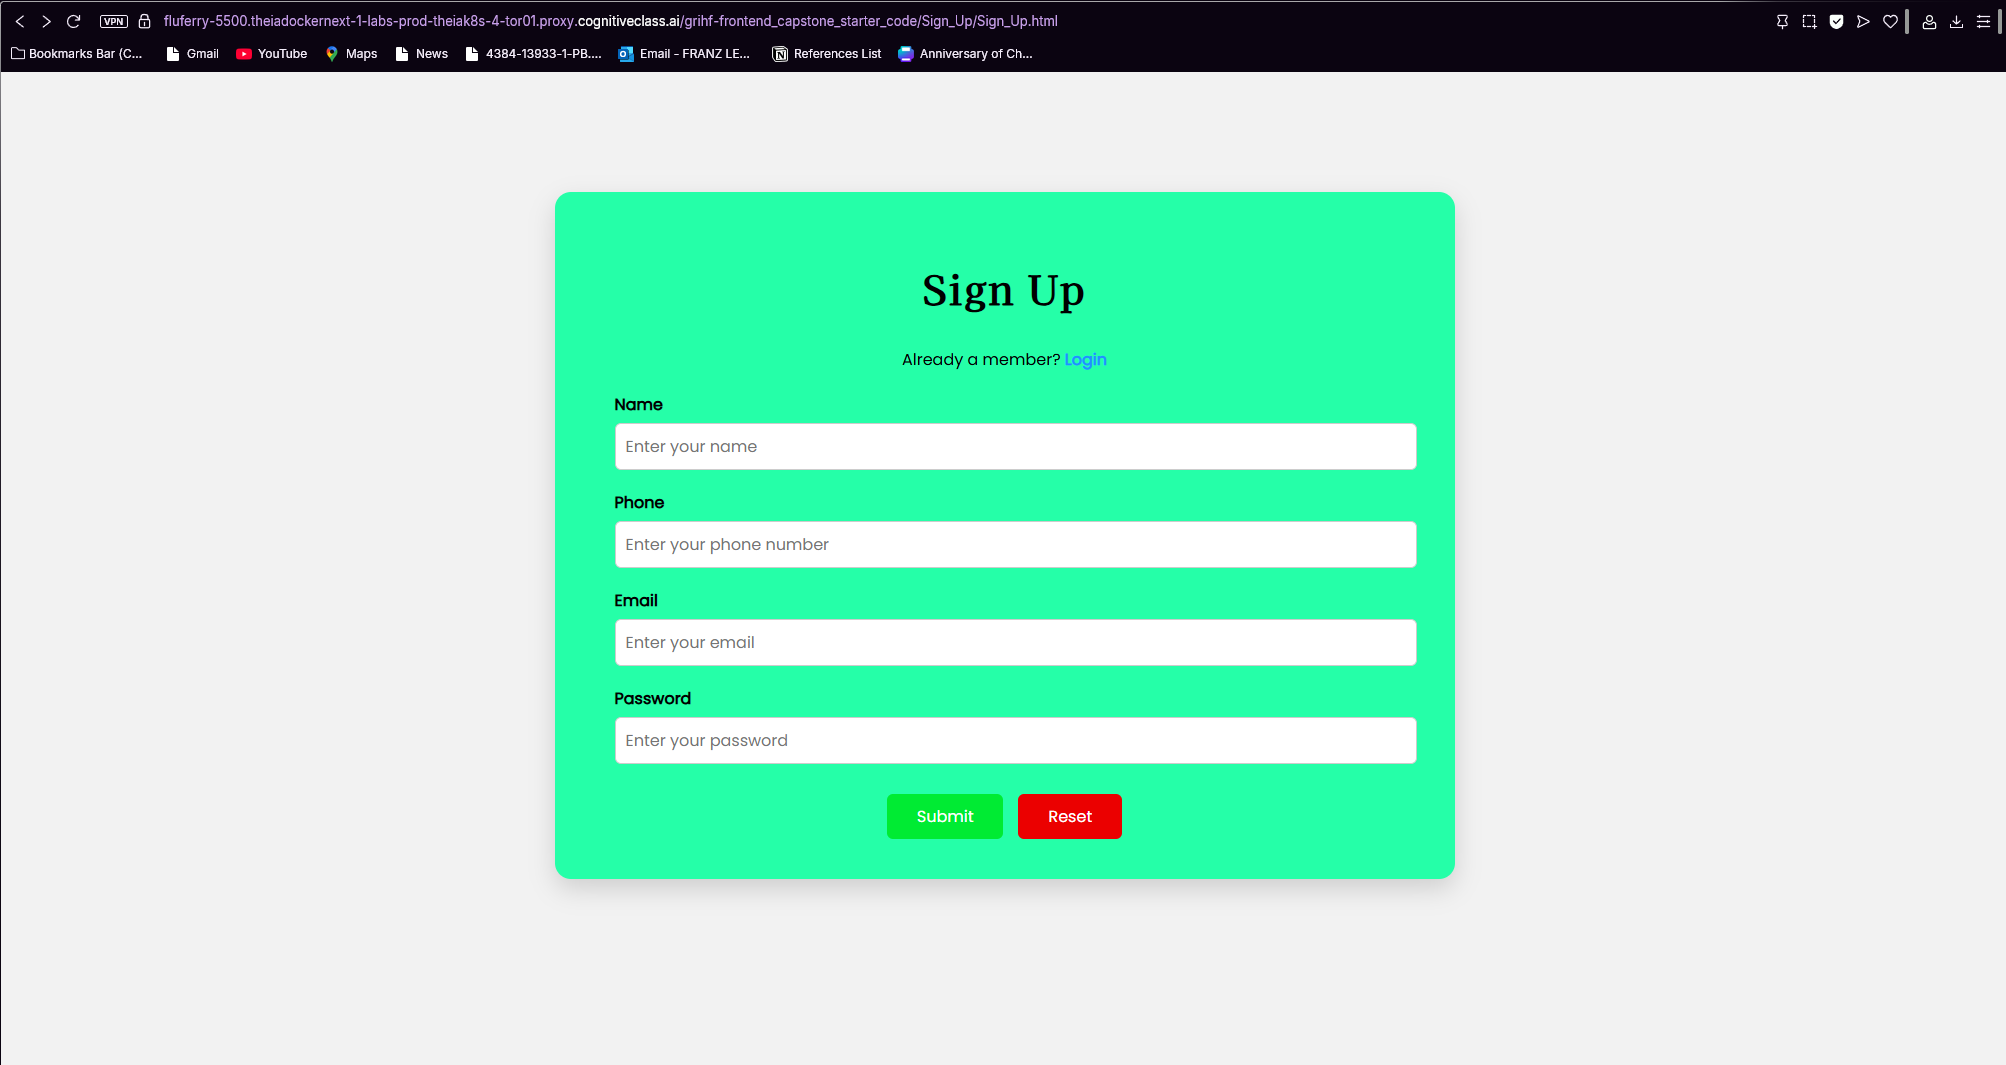 VPN fluferry-5500.theiadockernext-1-labs-prod-theiak8s-4-tor01.proxy.cognitiveclass.ai/grihf-frontend_capstone_starter_code/Sign_Up/Sign_Up.html
Bookmarks Bar (C... Gmail YouTube Maps News 4384-13933-1-PB.... Email - FRANZ LE... References List Anniversary of Ch...
Sign Up
Already a member? Login
Name
Enter your name
Phone
Enter your phone number
Email
Enter your email
Password
Enter your password
Submit Reset